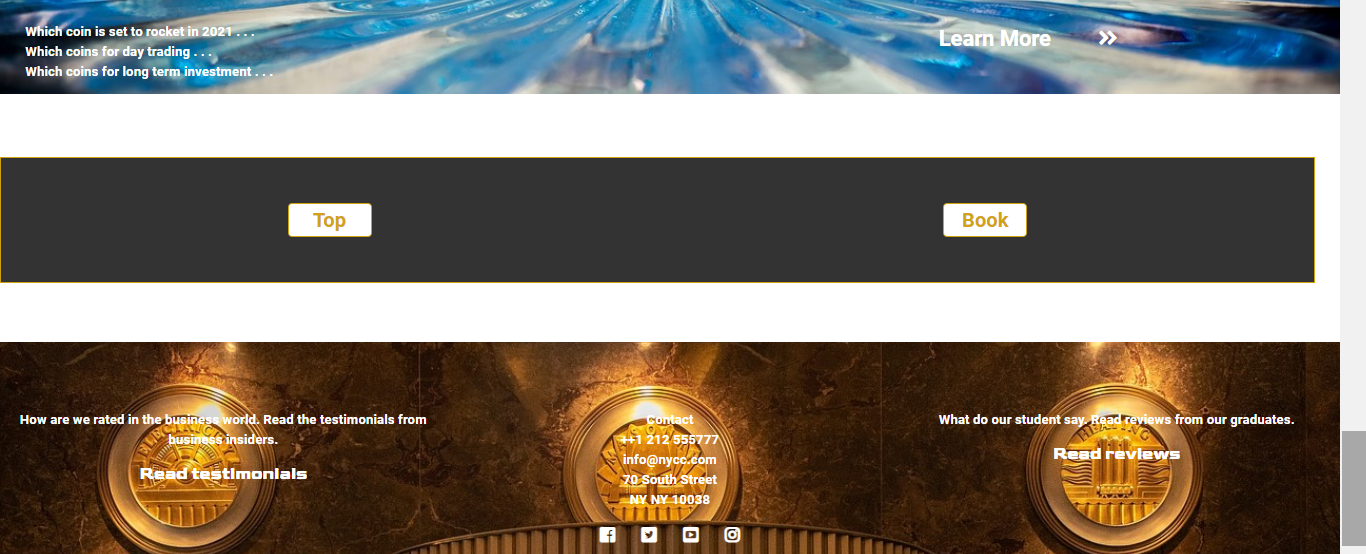 Which coin is set to rocket in 2021 . . .
Which coins for day trading . . .
Which coins for long term investment . . .
Learn More
Top
Book
How are we rated in the business world. Read the testimonials from
business insiders.
Read testimonials
Contact
++1 212 555777
info@nycc.com
70 South Street
NY NY 10038
What do our student say. Read reviews from our graduates.
Read reviews